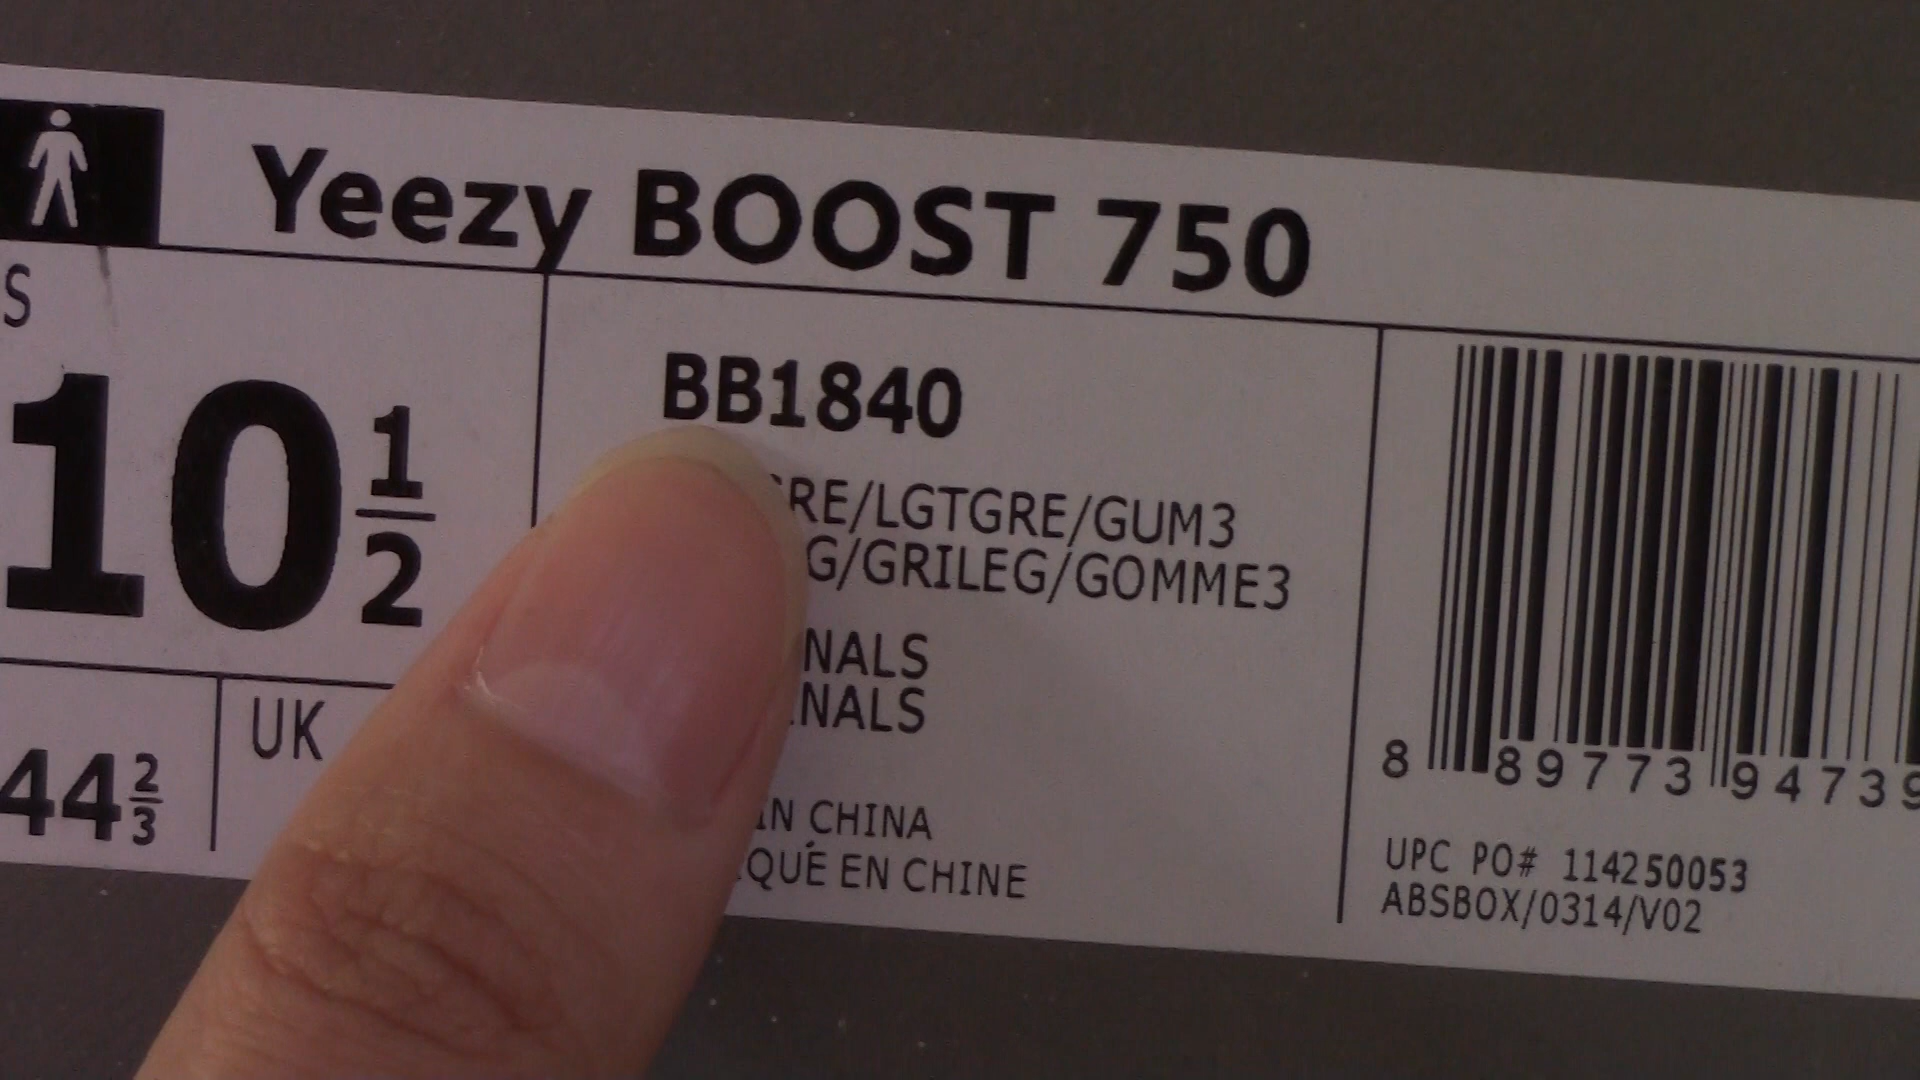 Yeezy BOOST 750
S
10 1/2
44 2/3
UK
BB1840
RE/LGTGRE/GUM3
G/GRILEG/GOMME3
NALS
NALS
IN CHINA
QUÉ EN CHINE
8 89773 94739
UPC PO# 114250053
ABSBOX/0314/V02